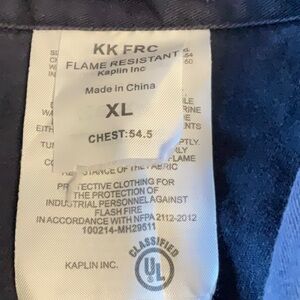 KK FRC
FLAME RESISTANT
Kaplin Inc
Made in China
XL
CHEST:54.5
FLAME
STANCE OF THE FABRIC
PROTECTIVE CLOTHING FOR
THE PROTECTION OF
INDUSTRIAL PERSONNEL AGAINST
FLASH FIRE
IN ACCORDANCE WITH NFPA 2112-2012
100214-MH29511
CLASSIFIED
UL
KAPLIN INC.